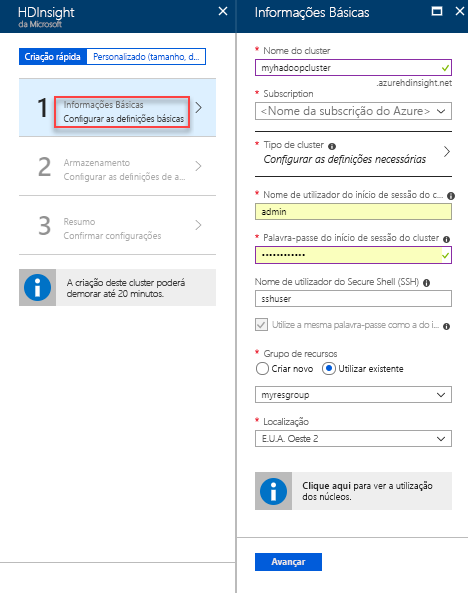 HDInsight
da Microsoft
Criação rápida
Personalizado (tamanho, d...
1
Informações Básicas
Configurar as definições básicas
2
Armazenamento
Configurar as definições de a...
3
Resumo
Confirmar configurações
A criação deste cluster poderá
demorar até 20 minutos.
Informações Básicas
* Nome do cluster
myhadoopcluster
.azurehdinsight.net
* Subscription
<Nome da subscrição do Azure>
* Tipo de cluster
Configurar as definições necessárias
* Nome de utilizador do início de sessão do c...
admin
* Palavra-passe do início de sessão do cluster
••••••••••••
Nome de utilizador do Secure Shell (SSH)
sshuser
Utilize a mesma palavra-passe como a do i...
* Grupo de recursos
Criar novo
Utilizar existente
myresgroup
* Localização
E.U.A. Oeste 2
Clique aqui para ver a utilização
dos núcleos.
Avançar